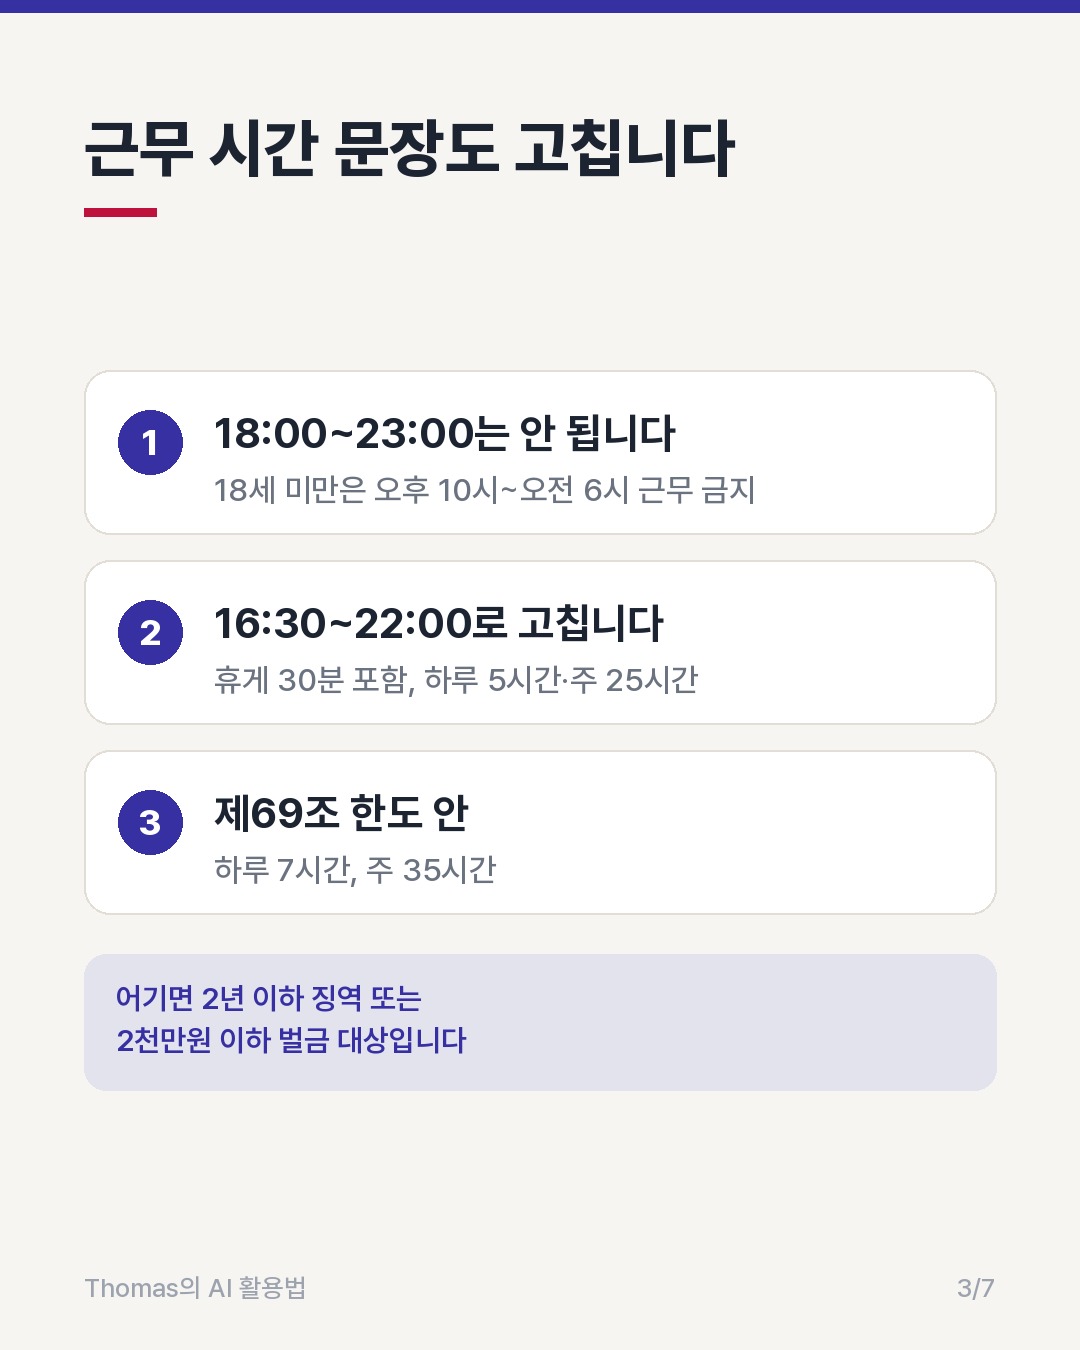 근무 시간 문장도 고칩니다
1
18:00~23:00는 안 됩니다
18세 미만은 오후 10시~오전 6시 근무 금지
2
16:30~22:00로 고칩니다
휴게 30분 포함, 하루 5시간·주 25시간
3
제69조 한도 안
하루 7시간, 주 35시간
어기면 2년 이하 징역 또는
2천만원 이하 벌금 대상입니다
Thomas의 AI 활용법
3/7